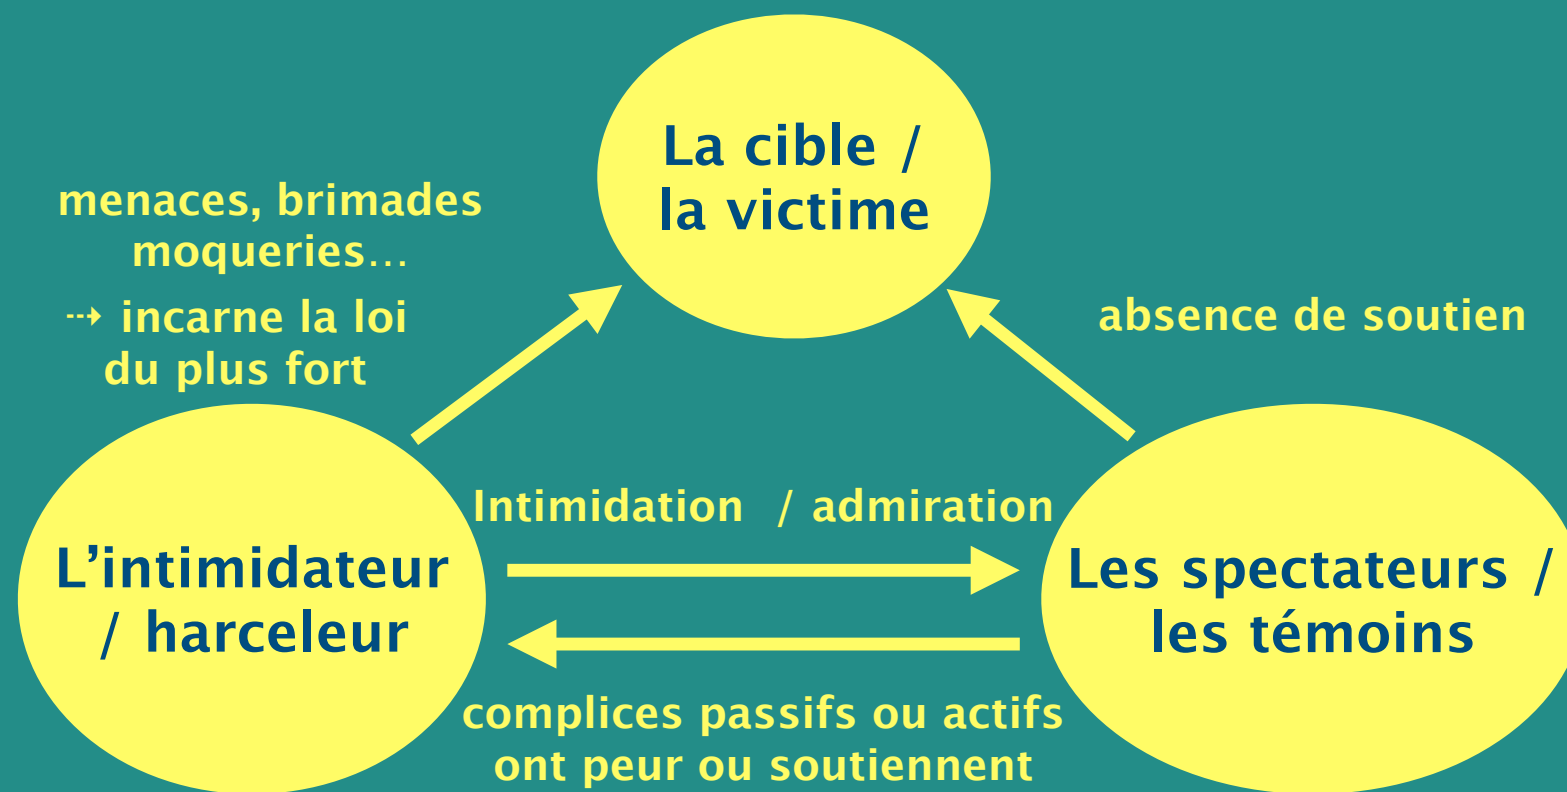 La cible /
la victime
menaces, brimades
moqueries…
⇢ incarne la loi
du plus fort
absence de soutien
Intimidation / admiration
L’intimidateur
/ harceleur
Les spectateurs /
les témoins
complices passifs ou actifs
ont peur ou soutiennent